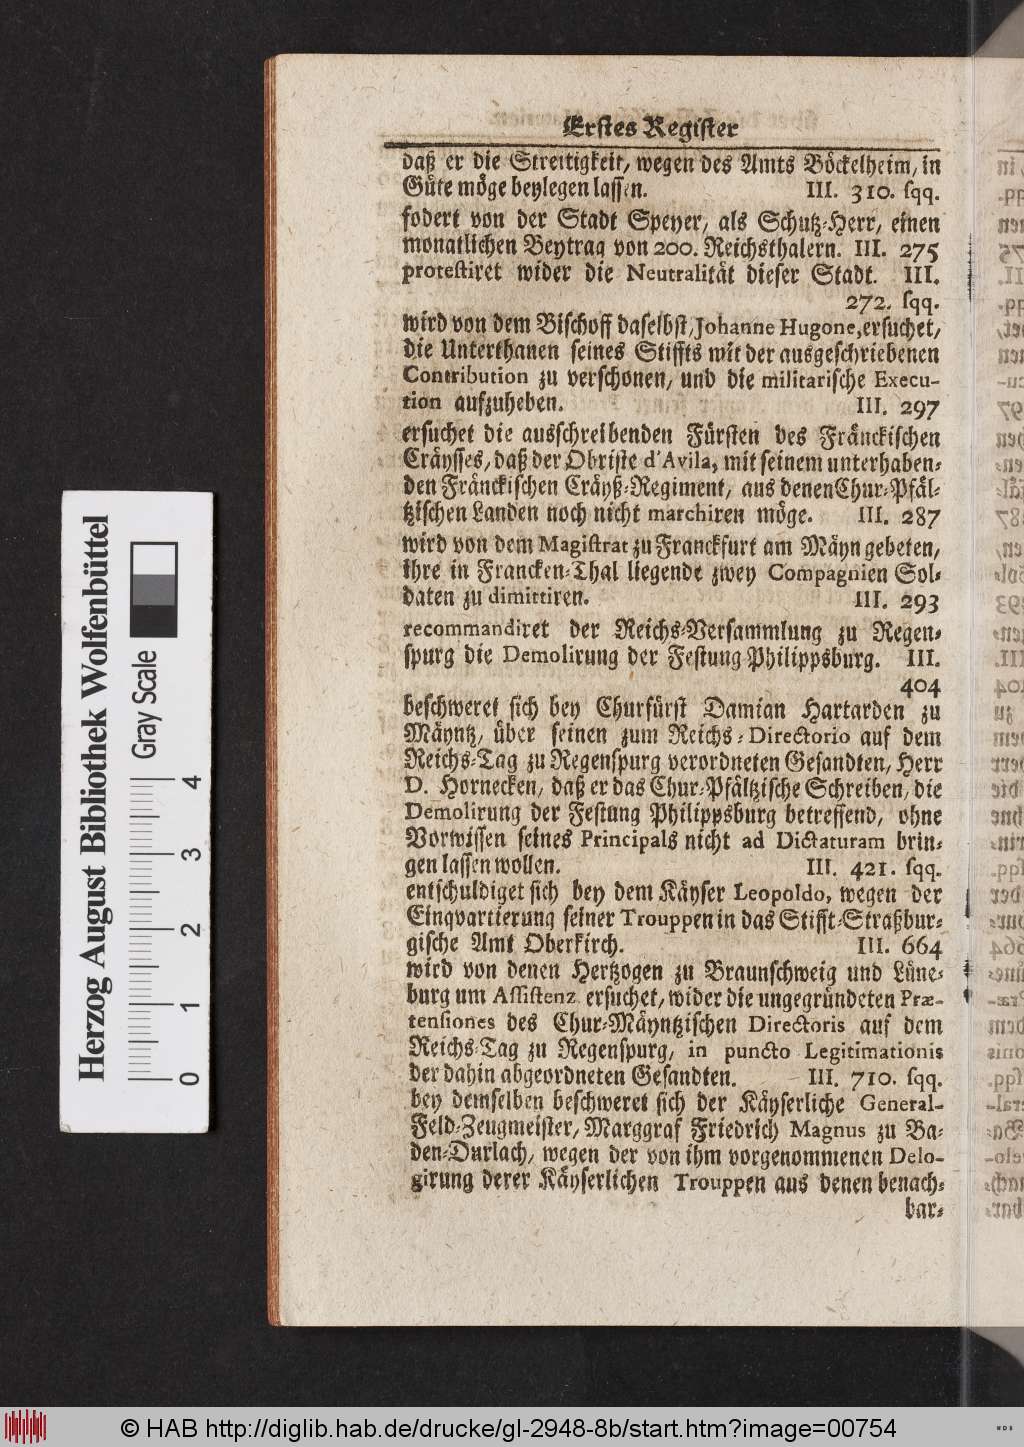 Erstes Register
daß er die Streitigkeit, wegen des Amts Böckelheim, in
Güte möge beylegen lassen. III. 310. sqq.
fodert von der Stadt Speyer, als Schutz-Herr, einen
monatlichen Beytrag von 200. Reichsthalern. III. 275
protestiret wider die Neutralität dieser Stadt. III.
272. sqq.
wird von dem Bischoff daselbst, Johanne Hugone, ersuchet,
die Unterthanen seines Stiffts mit der ausgeschriebenen
Contribution zu verschonen, und die militarische Execu-
tion aufzuheben. III. 297
ersuchet die ausschreibenden Fürsten des Fränckischen
Cräysses, daß der Obriste d'Avila, mit seinem unterhaben-
den Fränckischen Cräyß-Regiment, aus denen Chur-Pfäl-
tzischen Landen noch nicht marchiren möge. III. 287
wird von dem Magistrat zu Franckfurt am Mäyn gebeten,
ihre in Francken-Thal liegende zwey Compagnien Sol-
daten zu dimittiren. III. 293
recommandiret der Reichs-Versammlung zu Regen-
spurg die Demolirung der Festung Philippsburg. III.
404
beschweret sich bey Churfürst Damian Hartarden zu
Mäyntz, über seinen zum Reichs-Directorio auf dem
Reichs-Tag zu Regenspurg verordneten Gesandten, Herr
D. Hornecken, daß er das Chur-Pfältzische Schreiben, die
Demolirung der Festung Philippsburg betreffend, ohne
Vorwissen seines Principals nicht ad Dictaturam brin-
gen lassen wollen. III. 421. sqq.
entschuldiget sich bey dem Käyser Leopoldo, wegen der
Einqvartierung seiner Trouppen in das Stifft-Straßbur-
gische Amt Oberkirch. III. 664
wird von denen Hertzogen zu Braunschweig und Lüne-
burg um Assistenz ersuchet, wider die ungegründeten Præ-
tensiones des Chur-Mäyntzischen Directoris auf dem
Reichs-Tag zu Regenspurg, in puncto Legitimationis
der dahin abgeordneten Gesandten. III. 710. sqq.
bey demselben beschweret sich der Käyserliche General-
Feld-Zeugmeister, Marggraf Friedrich Magnus zu Ba-
den-Durlach, wegen der von ihm vorgenommenen Delo-
girung derer Käyserlichen Trouppen aus denen benach-
bar-
Herzog August Bibliothek Wolfenbüttel
Gray Scale
0 1 2 3 4
© HAB http://diglib.hab.de/drucke/gl-2948-8b/start.htm?image=00754